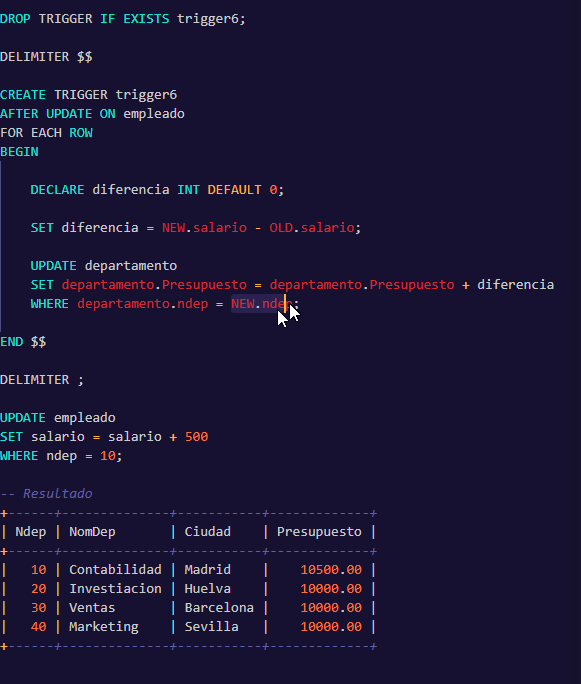 DROP TRIGGER IF EXISTS trigger6;
DELIMITER $$
CREATE TRIGGER trigger6
AFTER UPDATE ON empleado
FOR EACH ROW
BEGIN
DECLARE diferencia INT DEFAULT 0;
SET diferencia = NEW.salario - OLD.salario;
UPDATE departamento
SET departamento.Presupuesto = departamento.Presupuesto + diferencia
WHERE departamento.ndep = NEW.ndep;
END $$
DELIMITER ;
UPDATE empleado
SET salario = salario + 500
WHERE ndep = 10;
-- Resultado
+------+--------------+-----------+-------------+
| Ndep | NomDep       | Ciudad    | Presupuesto |
+------+--------------+-----------+-------------+
|   10 | Contabilidad | Madrid    |    10500.00 |
|   20 | Investiacion | Huelva    |    10000.00 |
|   30 | Ventas       | Barcelona |    10000.00 |
|   40 | Marketing    | Sevilla   |    10000.00 |
+------+--------------+-----------+-------------+